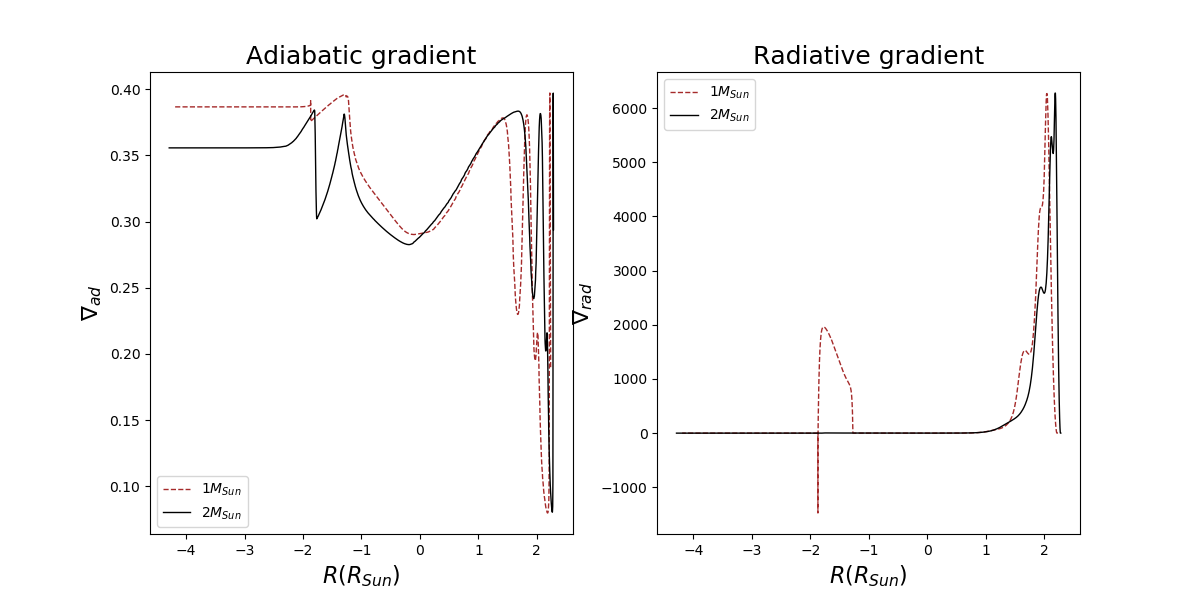 Adiabatic gradient
0.40
0.35
0.30
0.25
0.20
0.15
0.10
∇ad
1MSun
2MSun
−4 −3 −2 −1 0 1 2
R(RSun)
Radiative gradient
6000
5000
4000
3000
2000
1000
0
−1000
∇rad
1MSun
2MSun
−4 −3 −2 −1 0 1 2
R(RSun)